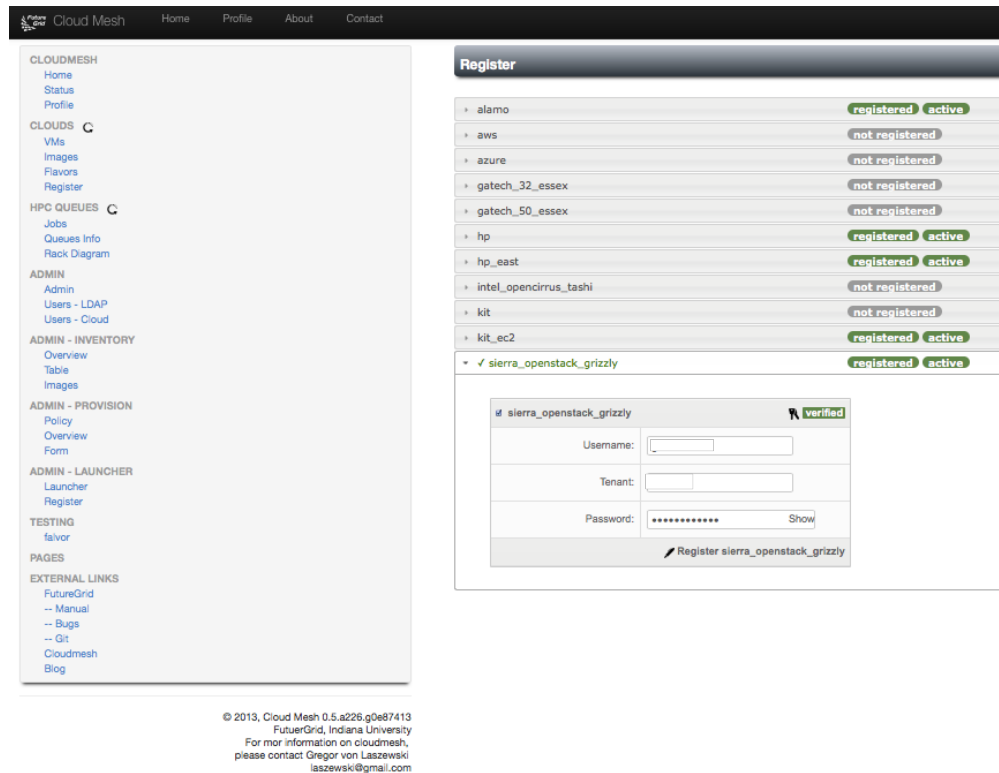 Future Grid Cloud Mesh Home Profile About Contact
CLOUDMESH
Home
Status
Profile
CLOUDS
VMs
Images
Flavors
Register
HPC QUEUES
Jobs
Queues Info
Rack Diagram
ADMIN
Admin
Users - LDAP
Users - Cloud
ADMIN - INVENTORY
Overview
Table
Images
ADMIN - PROVISION
Policy
Overview
Form
ADMIN - LAUNCHER
Launcher
Register
TESTING
falvor
PAGES
EXTERNAL LINKS
FutureGrid
-- Manual
-- Bugs
-- Git
Cloudmesh
Blog
© 2013, Cloud Mesh 0.5.a226.g0e87413
FutuerGrid, Indiana University
For mor information on cloudmesh,
please contact Gregor von Laszewski
laszewski@gmail.com
Register
alamo registered active
aws not registered
azure not registered
gatech_32_essex not registered
gatech_50_essex not registered
hp registered active
hp_east registered active
intel_opencirrus_tashi not registered
kit not registered
kit_ec2 registered active
✓ sierra_openstack_grizzly registered active
sierra_openstack_grizzly verified
Username:
Tenant:
Password: •••••••••••• Show
Register sierra_openstack_grizzly